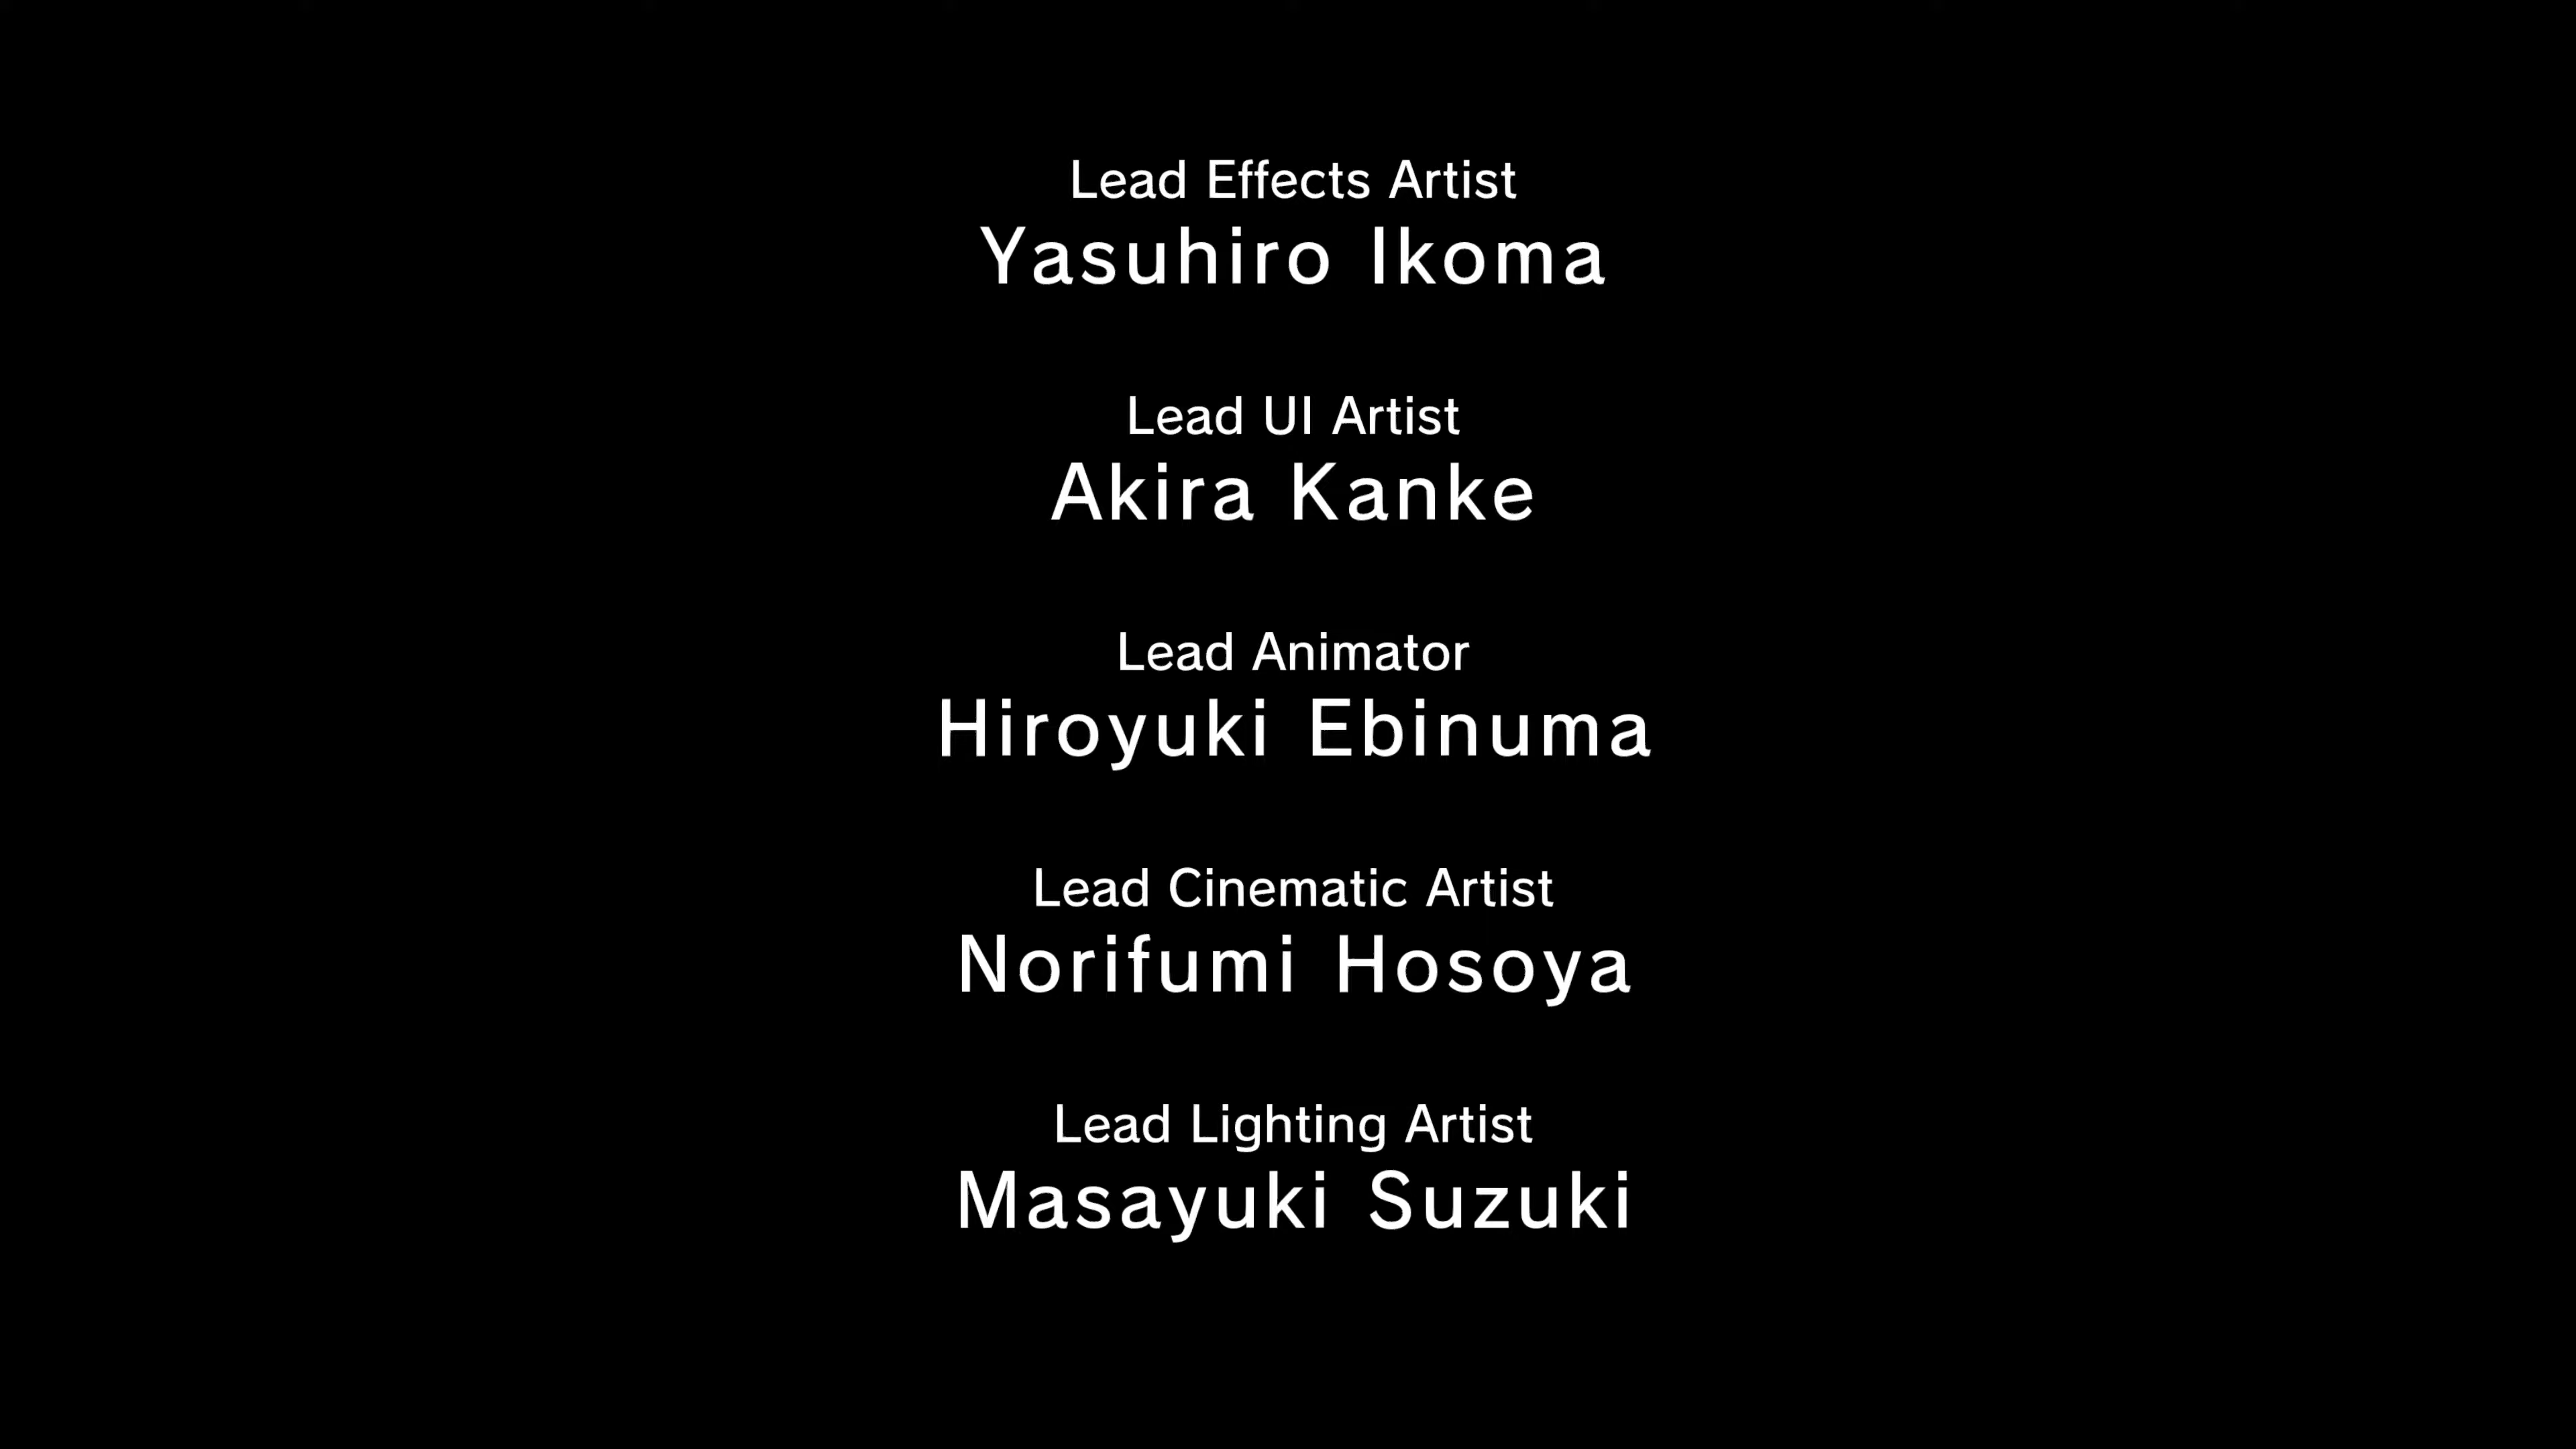 Lead Effects Artist
Yasuhiro Ikoma
Lead UI Artist
Akira Kanke
Lead Animator
Hiroyuki Ebinuma
Lead Cinematic Artist
Norifumi Hosoya
Lead Lighting Artist
Masayuki Suzuki